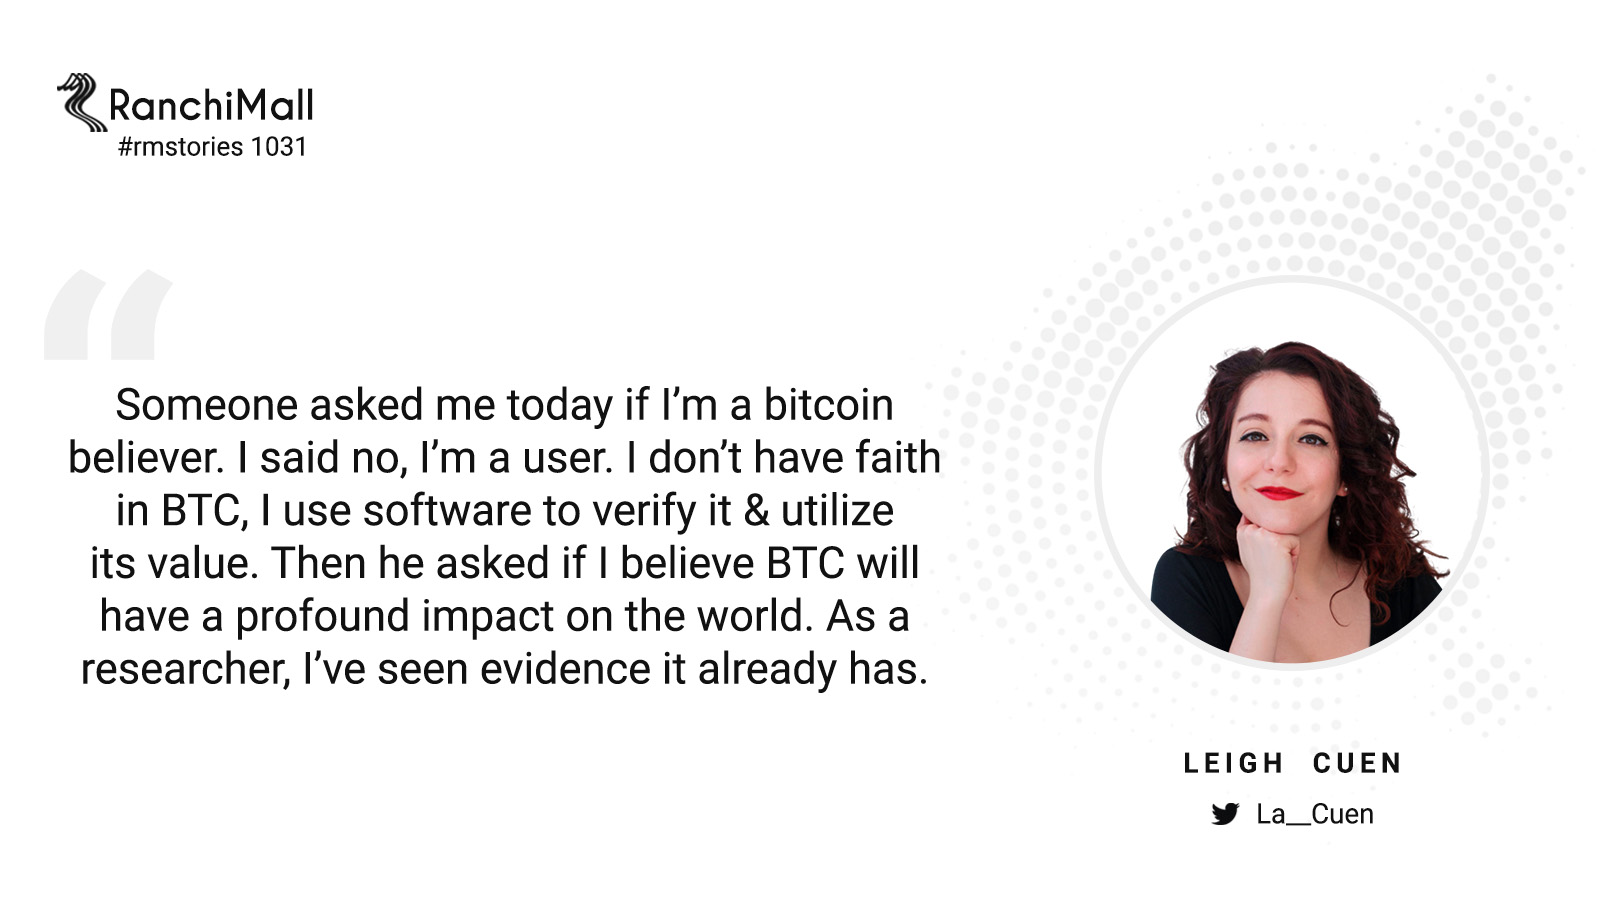 RanchiMall
#rmstories 1031
“
Someone asked me today if I’m a bitcoin
believer. I said no, I’m a user. I don’t have faith
in BTC, I use software to verify it & utilize
its value. Then he asked if I believe BTC will
have a profound impact on the world. As a
researcher, I’ve seen evidence it already has.
LEIGH CUEN
La__Cuen